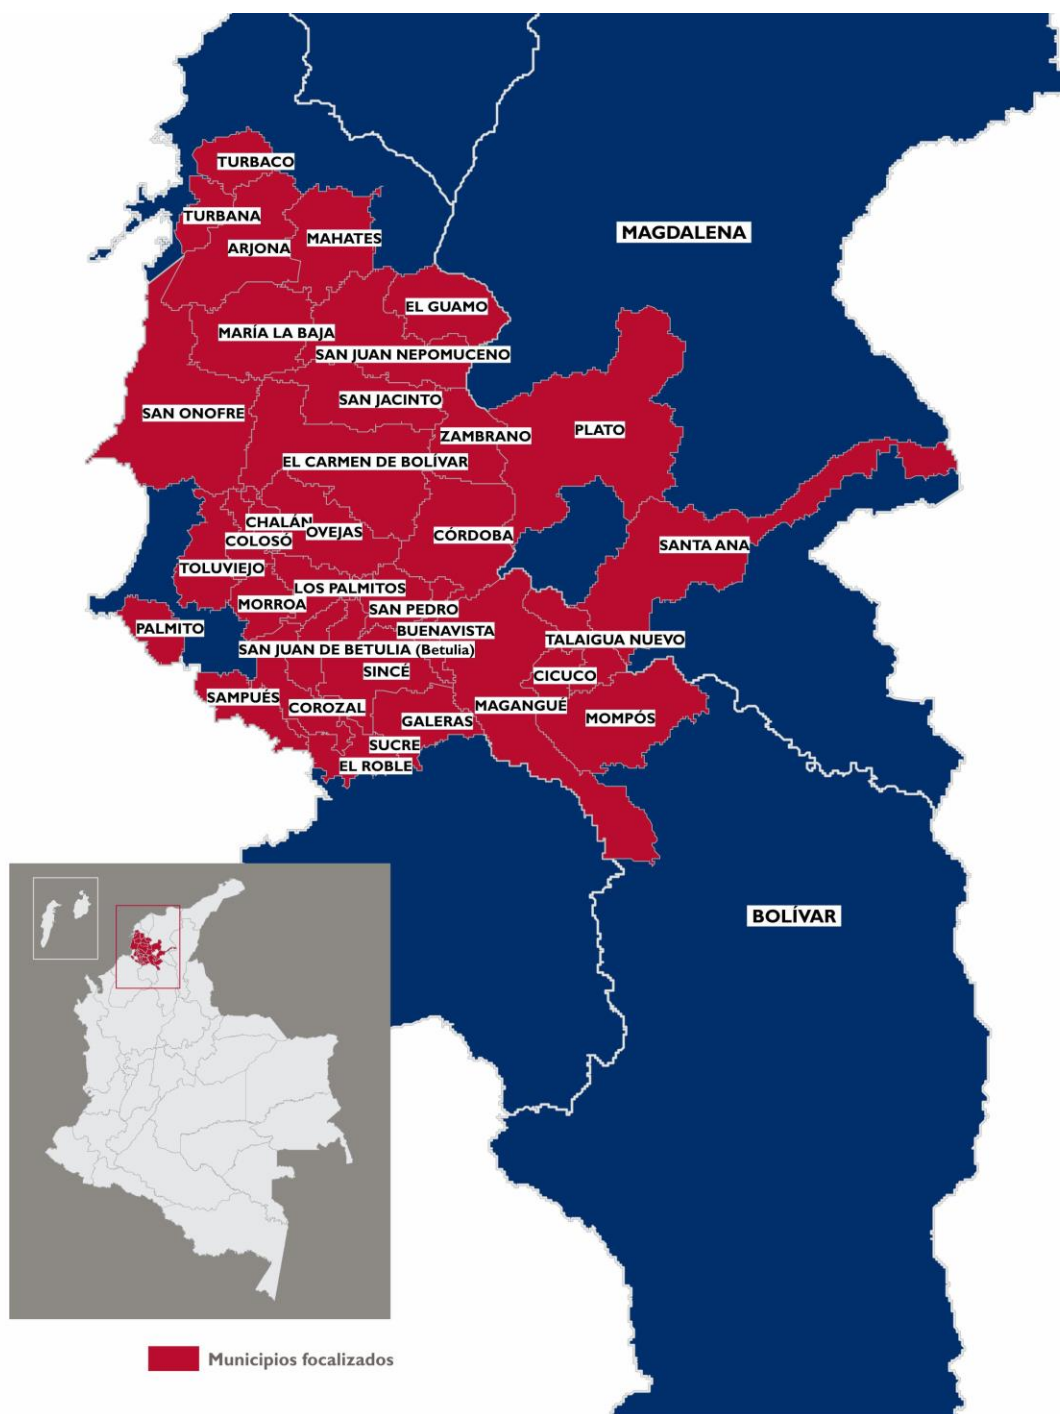 TURBACO
TURBANA
MAGDALENA
MAHATES
ARJONA
EL GUAMO
MARÍA LA BAJA
SAN JUAN NEPOMUCENO
SAN JACINTO
SAN ONOFRE
PLATO
ZAMBRANO
EL CARMEN DE BOLÍVAR
CHALÁN
OVEJAS
CÓRDOBA
COLOSÓ
SANTA ANA
TOLUVIEJO
LOS PALMITOS
MORROA
SAN PEDRO
PALMITO
BUENAVISTA
TALAIGUA NUEVO
SAN JUAN DE BETULIA (Betulia)
SINCÉ
CICUCO
SAMPUÉS
COROZAL
MAGANGUÉ
MOMPÓS
GALERAS
SUCRE
EL ROBLE
BOLÍVAR
Municipios focalizados